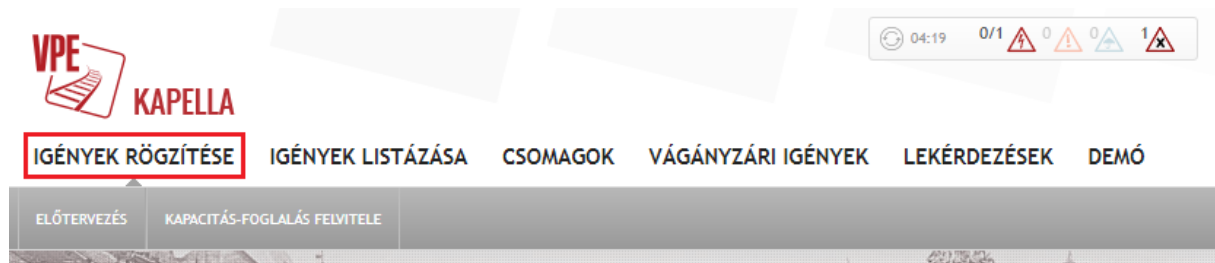 04:19 0/1 0 0 1
VPE
KAPELLA
IGÉNYEK RÖGZÍTÉSE IGÉNYEK LISTÁZÁSA CSOMAGOK VÁGÁNYZÁRI IGÉNYEK LEKÉRDEZÉSEK DEMÓ
ELŐTERVEZÉS KAPACITÁS-FOGLALÁS FELVITELE